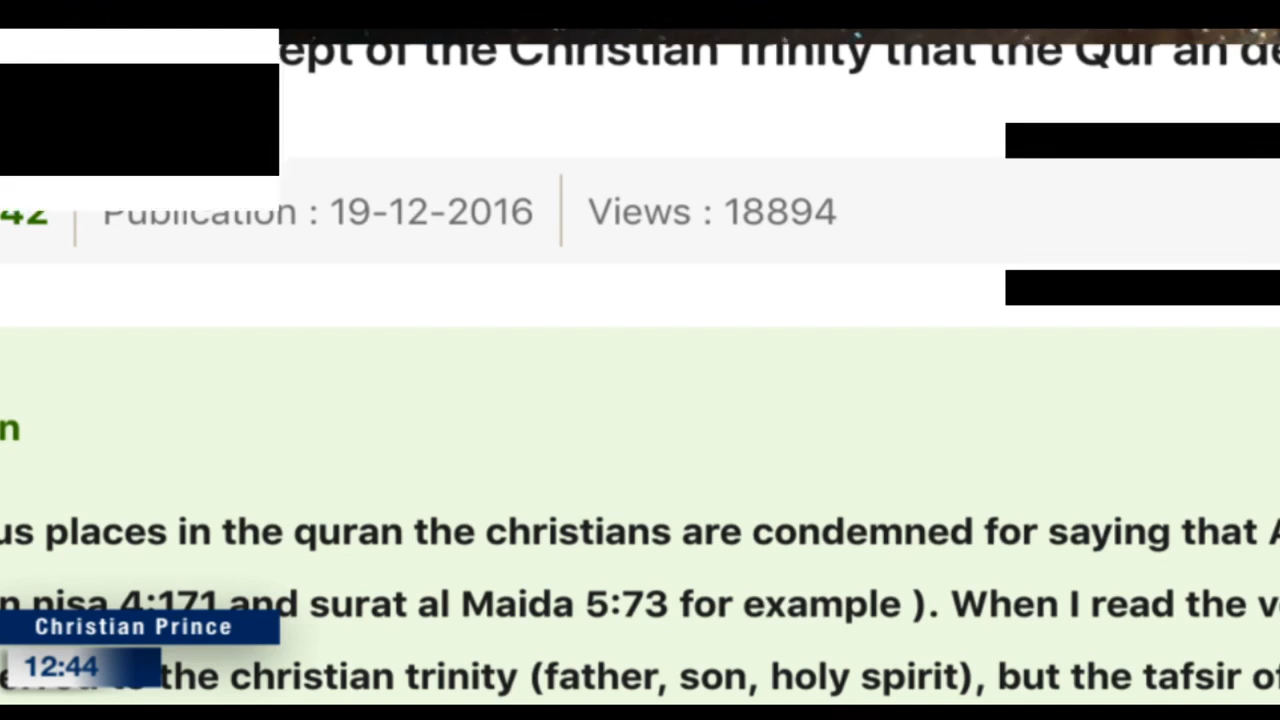 ept of the Christian Trinity that the Qur'an de
42 Publication : 19-12-2016 Views : 18894
n
us places in the quran the christians are condemned for saying that A
n nisa 4:171 and surat al Maida 5:73 for example ). When I read the v
Christian Prince
12:44
the christian trinity (father, son, holy spirit), but the tafsir of